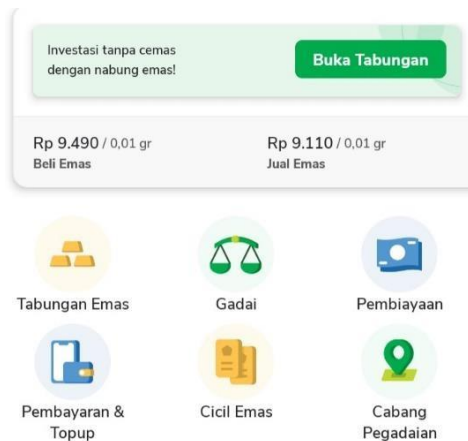 Investasi tanpa cemas
dengan nabung emas!
Buka Tabungan
Rp 9.490 / 0,01 gr
Beli Emas
Rp 9.110 / 0,01 gr
Jual Emas
Tabungan Emas
Gadai
Pembiayaan
Pembayaran &
Topup
Cicil Emas
Cabang
Pegadaian